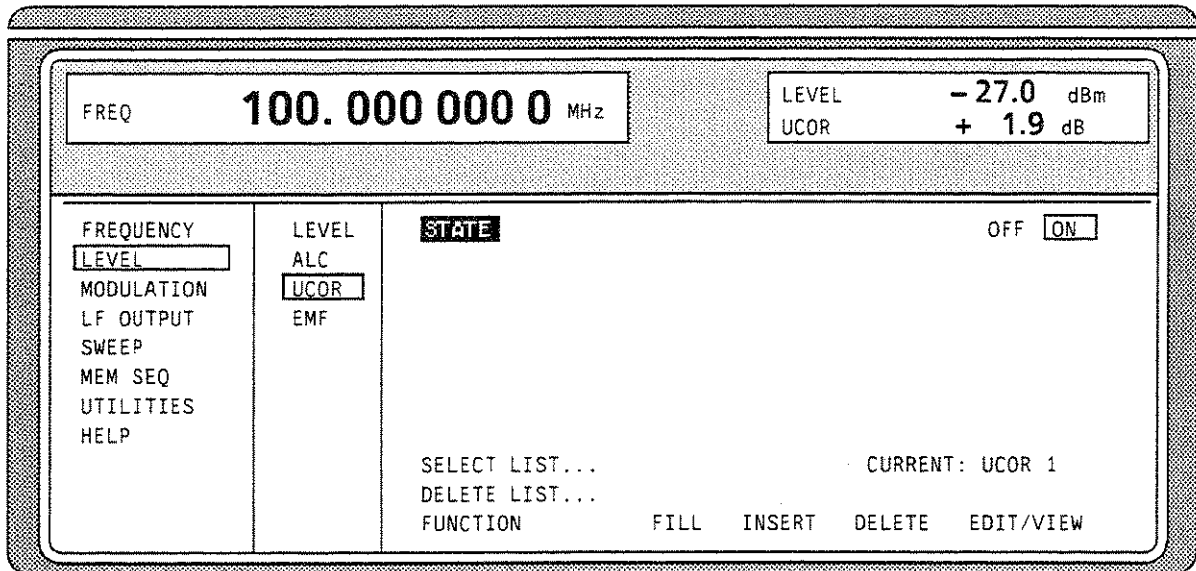 FREQ 100. 000 000 0 MHz
LEVEL - 27.0 dBm
UCOR + 1.9 dB
FREQUENCY
LEVEL
MODULATION
LF OUTPUT
SWEEP
MEM SEQ
UTILITIES
HELP
LEVEL
ALC
UCOR
EMF
STATE OFF ON
SELECT LIST... CURRENT: UCOR 1
DELETE LIST...
FUNCTION FILL INSERT DELETE EDIT/VIEW